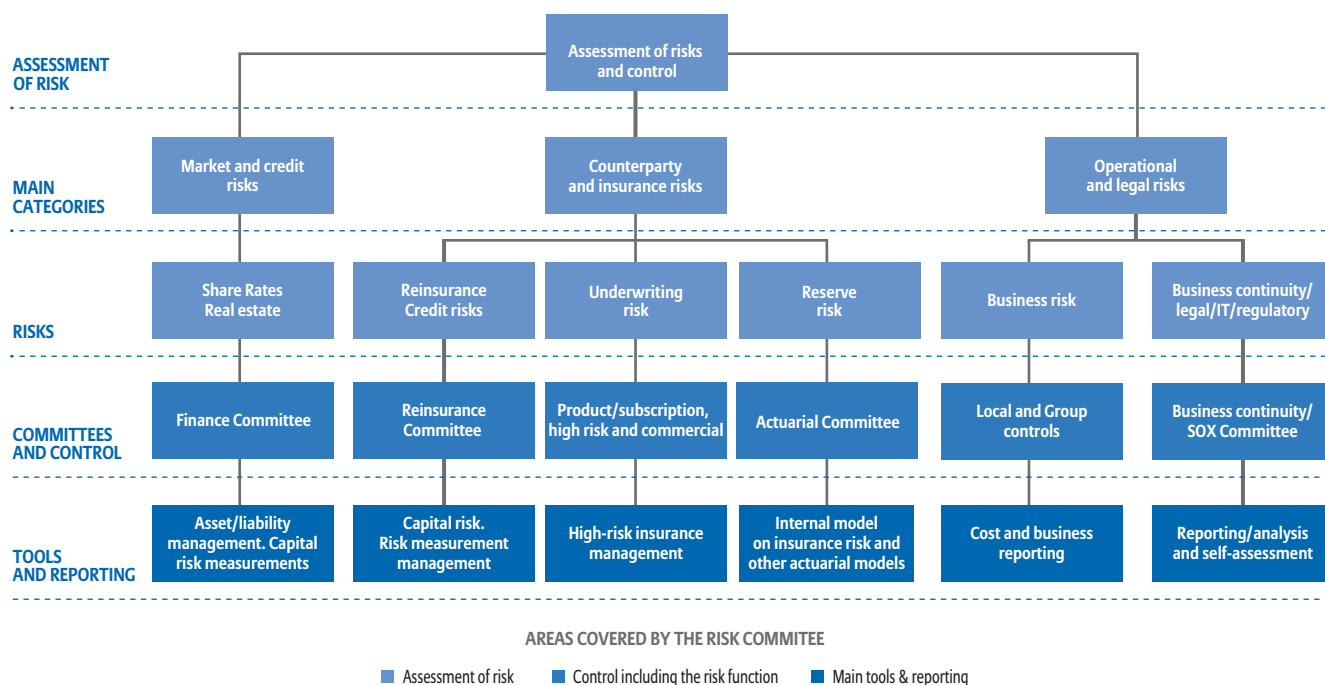 Assessment of risks
and control
ASSESSMENT
OF RISK
Market and credit
risks
Counterparty
and insurance risks
Operational
and legal risks
MAIN
CATEGORIES
Share Rates
Real estate
Reinsurance
Credit risks
Underwriting
risk
Reserve
risk
Business risk
Business continuity/
legal/IT/regulatory
RISKS
Finance Committee
Reinsurance
Committee
Product/subscription,
high risk and commercial
Actuarial Committee
Local and Group
controls
Business continuity/
SOX Committee
COMMITTEES
AND CONTROL
Asset/liability
management. Capital
risk measurements
Capital risk.
Risk measurement
management
High-risk insurance
management
Internal model
on insurance risk and
other actuarial models
Cost and business
reporting
Reporting/analysis
and self-assessment
TOOLS
AND REPORTING
AREAS COVERED BY THE RISK COMMITEE
Assessment of risk
Control including the risk function
Main tools & reporting